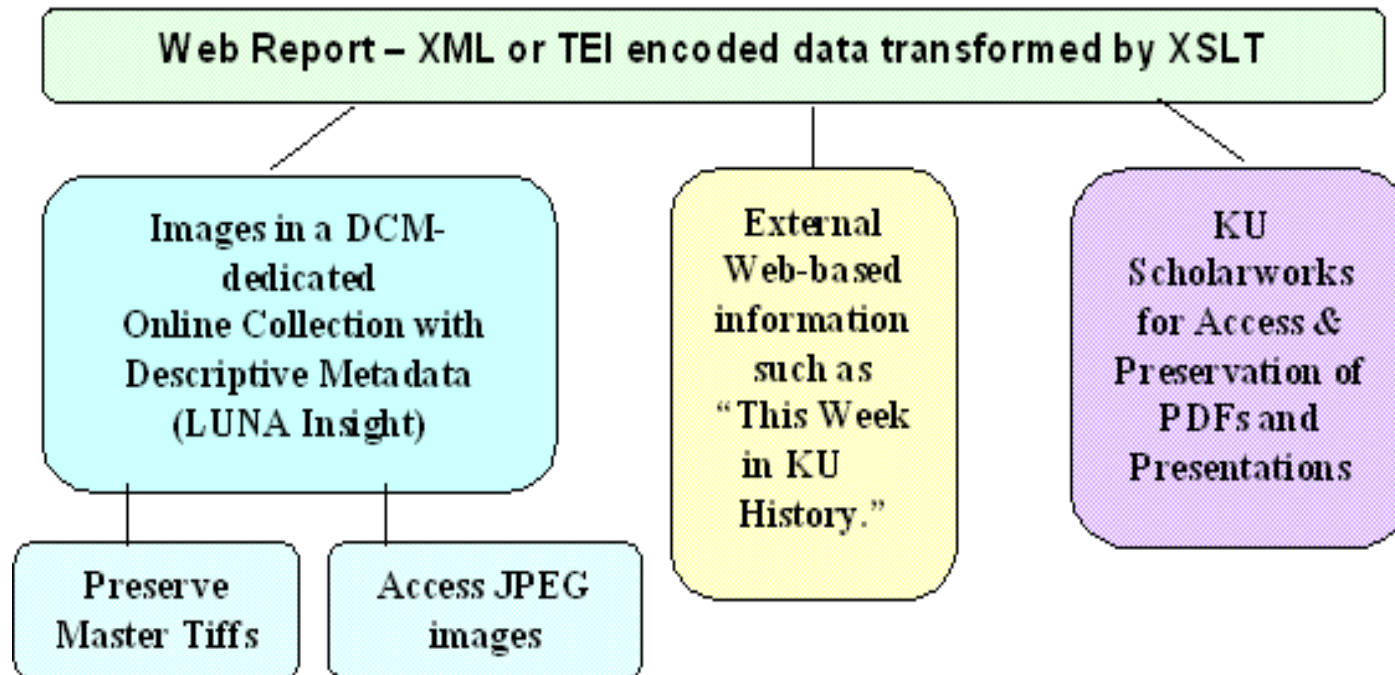 Web Report – XML or TEI encoded data transformed by XSLT
Images in a DCM-
dedicated
Online Collection with
Descriptive Metadata
(LUNA Insight)
Preserve
Master Tiffs
Access JPEG
images
External
Web-based
information
such as
“This Week
in KU
History.”
KU
Scholarworks
for Access &
Preservation of
PDFs and
Presentations